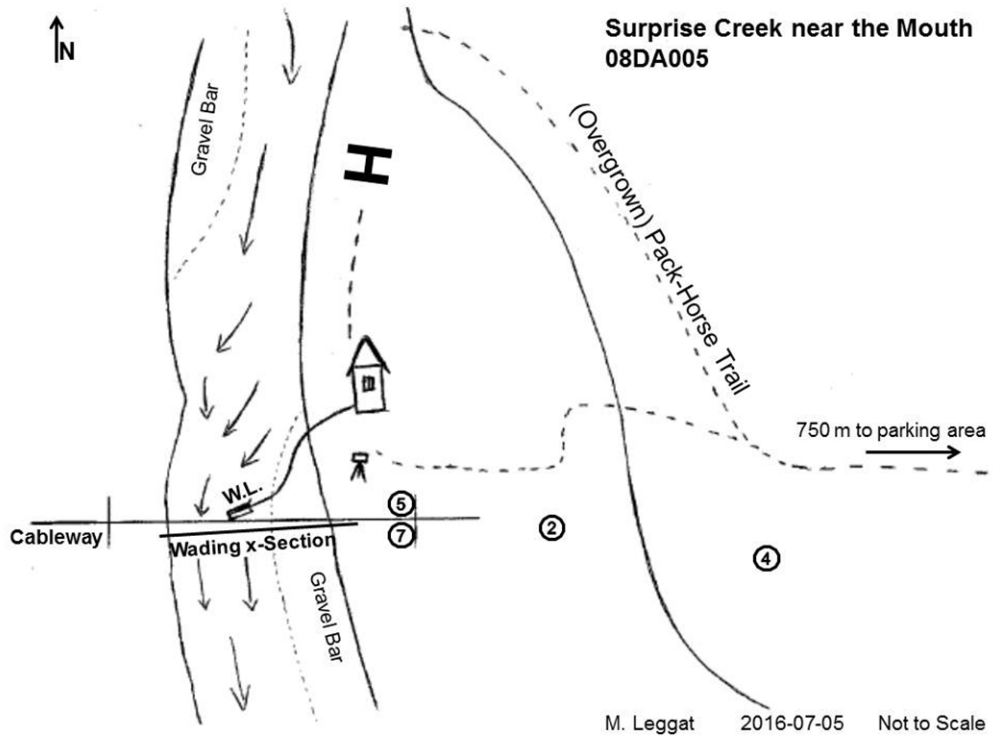 N
Surprise Creek near the Mouth
08DA005
Gravel Bar
H
(Overgrown) Pack-Horse Trail
750 m to parking area
W.L.
5
Cableway
Wading x-Section
7
2
4
Gravel Bar
M. Leggat 2016-07-05 Not to Scale